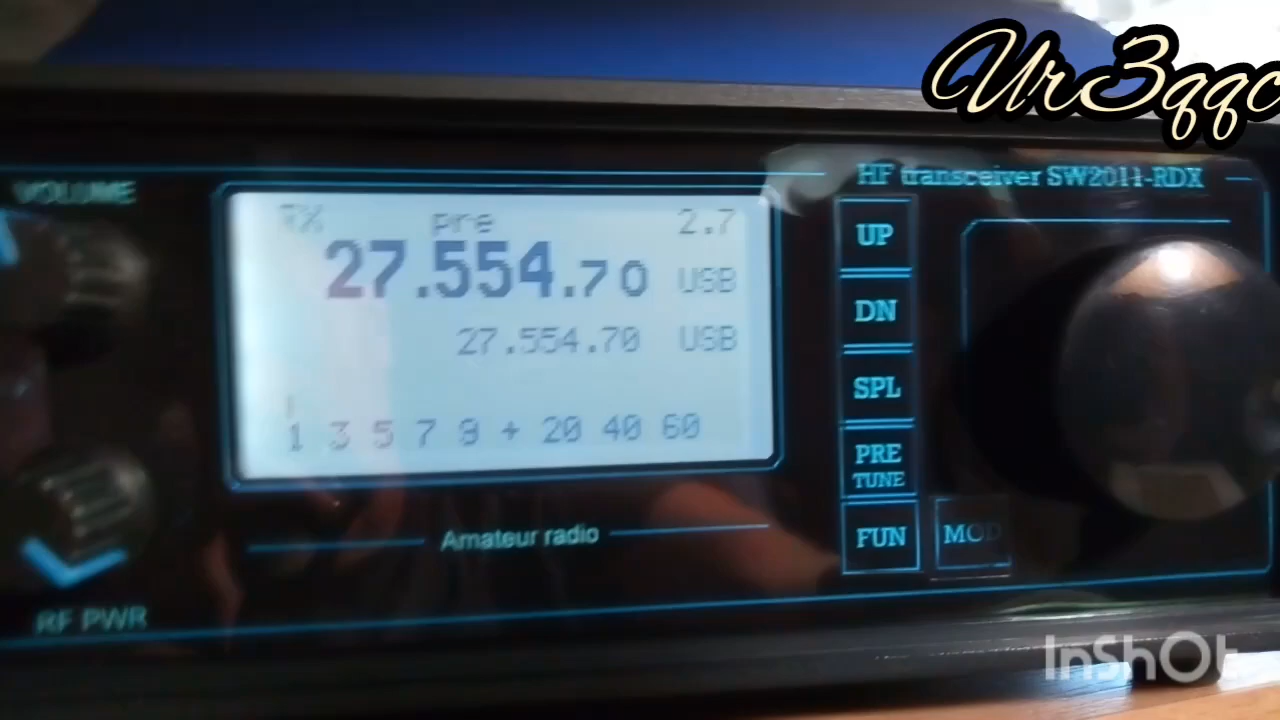 Ur3qqc
VOLUME
HF transceiver SW2011-RDX
RX pre 2.7
27.554.70 USB
27.554.70 USB
1 3 5 7 9 + 20 40 60
UP
DN
SPL
PRE
TUNE
FUN
MOD
Amateur radio
RF PWR
InShOt